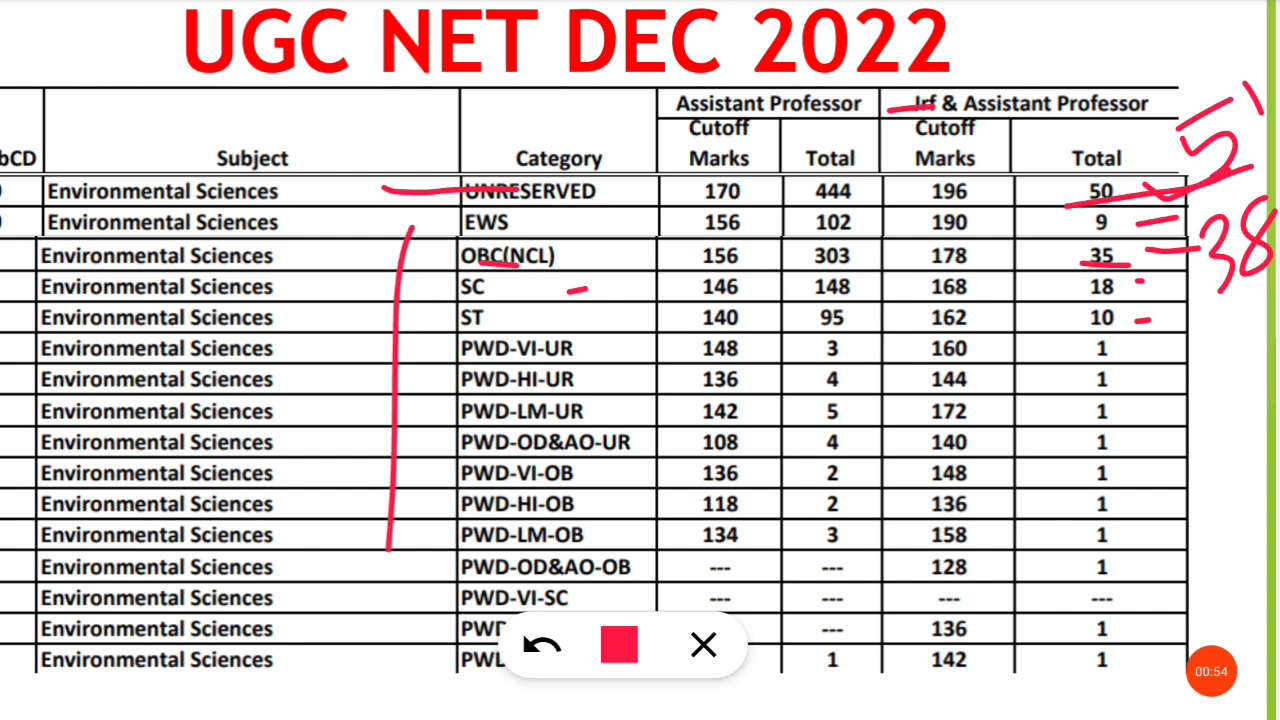 UGC NET DEC 2022
Assistant Professor Jrf & Assistant Professor
bCD Subject Category Cutoff Marks Total Cutoff Marks Total
Environmental Sciences UNRESERVED 170 444 196 50
Environmental Sciences EWS 156 102 190 9
Environmental Sciences OBC(NCL) 156 303 178 35
Environmental Sciences SC 146 148 168 18
Environmental Sciences ST 140 95 162 10
Environmental Sciences PWD-VI-UR 148 3 160 1
Environmental Sciences PWD-HI-UR 136 4 144 1
Environmental Sciences PWD-LM-UR 142 5 172 1
Environmental Sciences PWD-OD&AO-UR 108 4 140 1
Environmental Sciences PWD-VI-OB 136 2 148 1
Environmental Sciences PWD-HI-OB 118 2 136 1
Environmental Sciences PWD-LM-OB 134 3 158 1
Environmental Sciences PWD-OD&AO-OB --- --- 128 1
Environmental Sciences PWD-VI-SC --- --- --- ---
Environmental Sciences PWD --- 136 1
Environmental Sciences 1 142 1
5
38
00:54